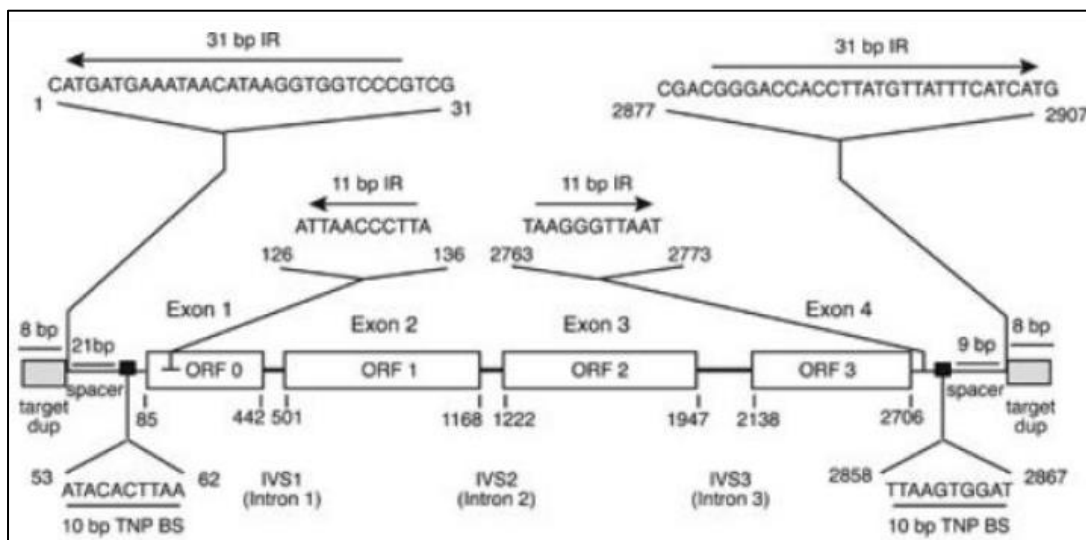 31 bp IR
31 bp IR
CATGATGAAATAACATAAGGTGGTCCCGTCG
CGACGGGACCACCTTATGTTATTTCATCATG
1
31
2877
2907
11 bp IR
11 bp IR
ATTAACCCTTA
TAAGGGTTAAT
126
136
2763
2773
Exon 1
Exon 2
Exon 3
Exon 4
8 bp
21bp
9 bp
8 bp
ORF 0
ORF 1
ORF 2
ORF 3
spacer
spacer
target
dup
target
dup
85
442
501
1168
1222
1947
2138
2706
53
62
2858
2867
ATACACTTAA
TTAAGTGGAT
10 bp TNP BS
10 bp TNP BS
IVS1
(Intron 1)
IVS2
(Intron 2)
IVS3
(Intron 3)